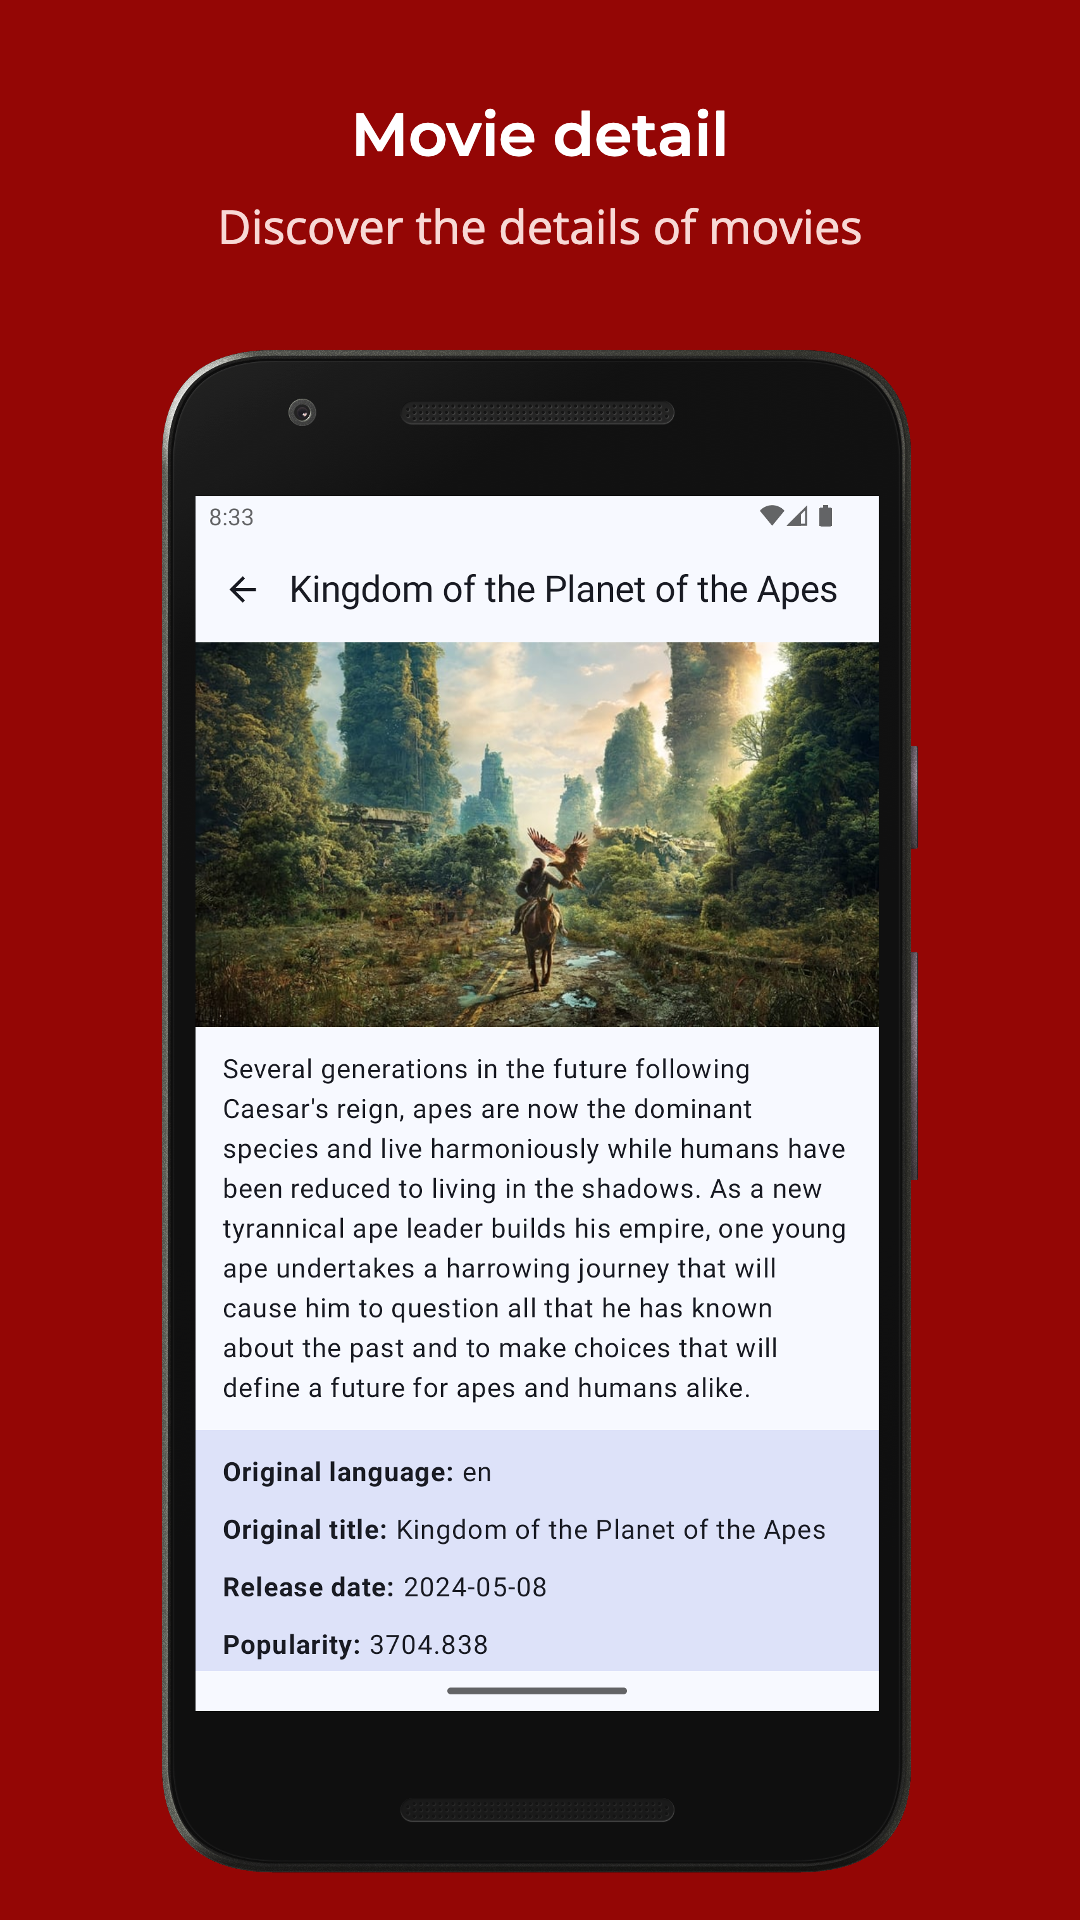 Movie detail
Discover the details of movies
8:33
Kingdom of the Planet of the Apes
Several generations in the future following
Caesar's reign, apes are now the dominant
species and live harmoniously while humans have
been reduced to living in the shadows. As a new
tyrannical ape leader builds his empire, one young
ape undertakes a harrowing journey that will
cause him to question all that he has known
about the past and to make choices that will
define a future for apes and humans alike.
Original language: en
Original title: Kingdom of the Planet of the Apes
Release date: 2024-05-08
Popularity: 3704.838